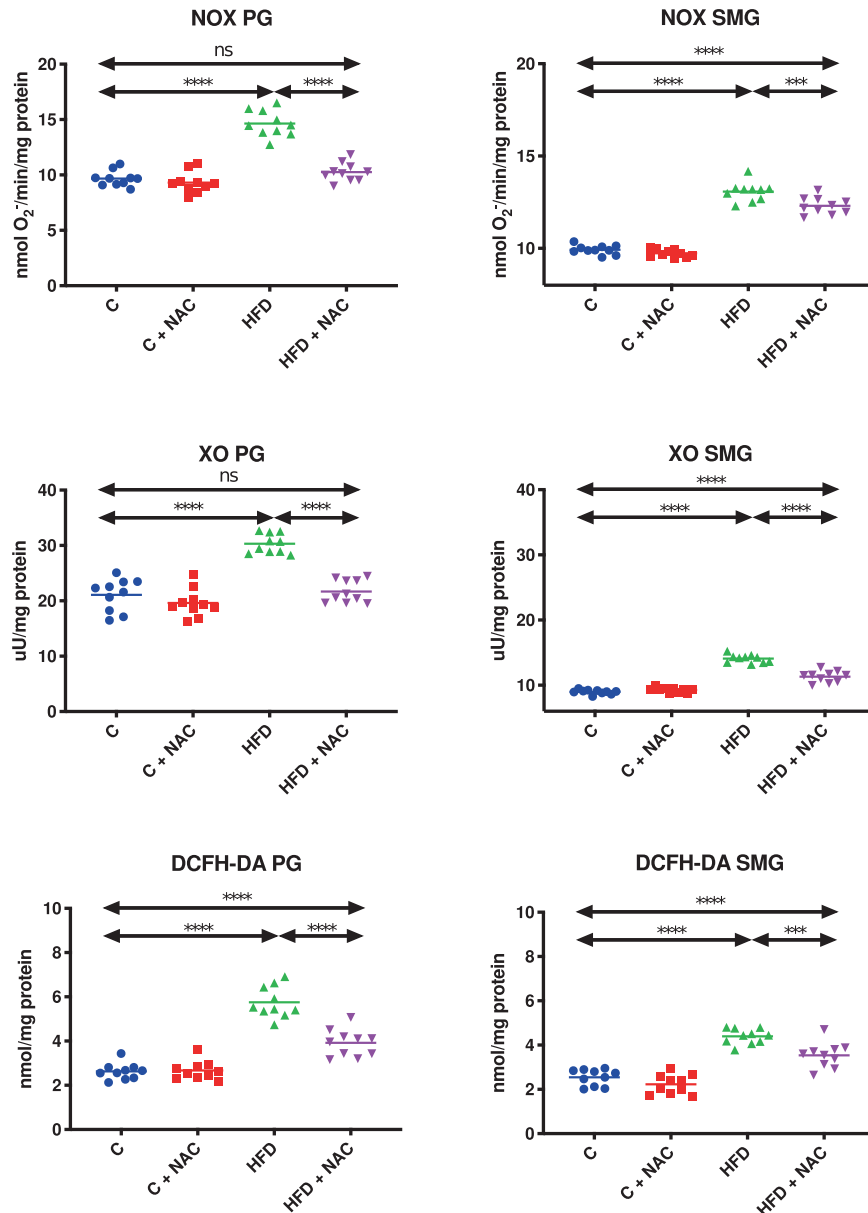 NOX PG
ns
**** ****
nmol O2-/min/mg protein
20
15
10
5
0
C
C + NAC
HFD
HFD + NAC
NOX SMG
****
**** ***
nmol O2-/min/mg protein
20
15
13
10
C
C + NAC
HFD
HFD + NAC
XO PG
ns
**** ****
uU/mg protein
40
30
20
10
0
C
C + NAC
HFD
HFD + NAC
XO SMG
****
**** ****
uU/mg protein
40
30
20
10
C
C + NAC
HFD
HFD + NAC
DCFH-DA PG
****
**** ****
nmol/mg protein
10
8
6
4
2
0
C
C + NAC
HFD
HFD + NAC
DCFH-DA SMG
****
**** ***
nmol/mg protein
10
8
6
4
2
0
C
C + NAC
HFD
HFD + NAC